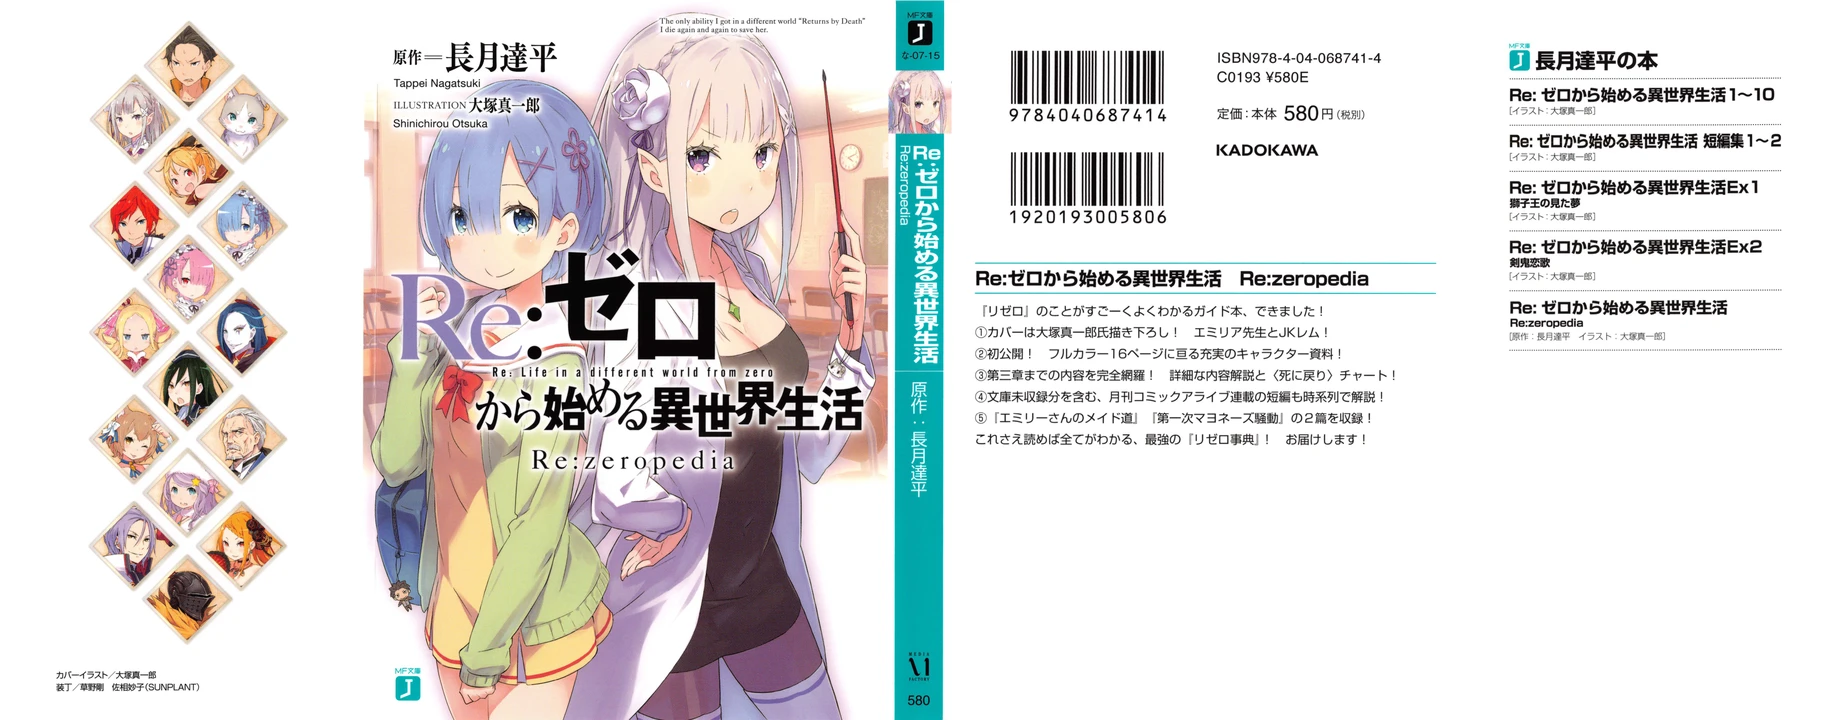 カバーイラスト／大塚真一郎
装丁／草野剛　佐相妙子(SUNPLANT)
The only ability I got in a different world "Returns by Death"
I die again and again to save her.
原作＝長月達平
Tappei Nagatsuki
ILLUSTRATION 大塚真一郎
Shinichirou Otsuka
Re:ゼロ
Re: Life in a different world from zero
から始める異世界生活
Re:zeropedia
MF文庫
J
MF文庫
J
な-07-15
Re:ゼロから始める異世界生活
Re:zeropedia
原作：長月達平
MEDIA
FACTORY
580
9784040687414
1920193005806
ISBN978-4-04-068741-4
C0193 ¥580E
定価：本体 580円（税別）
KADOKAWA
Re:ゼロから始める異世界生活　Re:zeropedia
『リゼロ』のことがすごーくよくわかるガイド本、できました！
①カバーは大塚真一郎氏描き下ろし！　エミリア先生とJKレム！
②初公開！　フルカラー16ページに亘る充実のキャラクター資料！
③第三章までの内容を完全網羅！　詳細な内容解説と〈死に戻り〉チャート！
④文庫未収録分を含む、月刊コミックアライブ連載の短編も時系列で解説！
⑤『エミリーさんのメイド道』『第一次マヨネーズ騒動』の２篇を収録！
これさえ読めば全てがわかる、最強の『リゼロ事典』！　お届けします！
MF文庫
J 長月達平の本
Re: ゼロから始める異世界生活1～10
［イラスト：大塚真一郎］
Re: ゼロから始める異世界生活 短編集1～2
［イラスト：大塚真一郎］
Re: ゼロから始める異世界生活Ex1
獅子王の見た夢
［イラスト：大塚真一郎］
Re: ゼロから始める異世界生活Ex2
剣鬼恋歌
［イラスト：大塚真一郎］
Re: ゼロから始める異世界生活
Re:zeropedia
［原作：長月達平　イラスト：大塚真一郎］